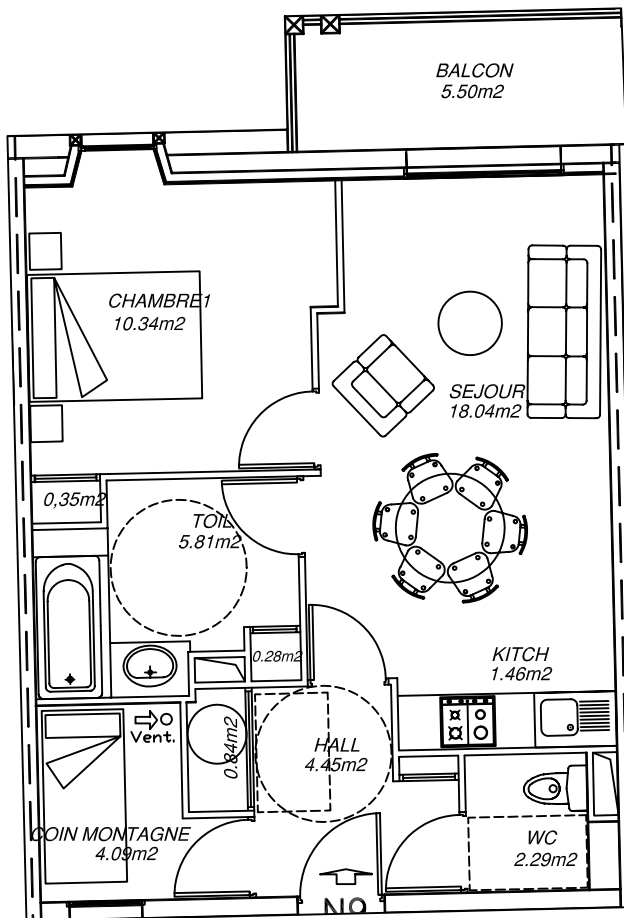 BALCON
5.50m2
CHAMBRE1
10.34m2
SEJOUR
18.04m2
0,35m2
TOIL
5.81m2
0.28m2
KITCH
1.46m2
Vent.
0.84m2
HALL
4.45m2
COIN MONTAGNE
4.09m2
WC
2.29m2
N°